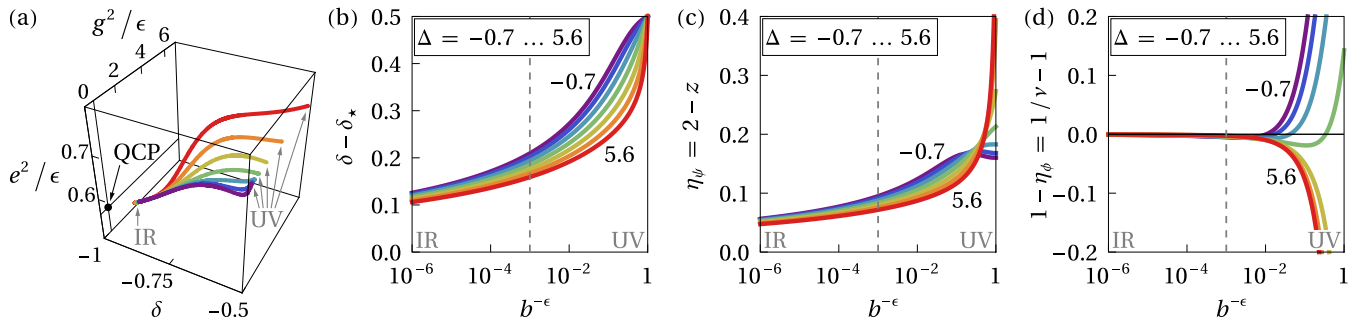 (a)
g²/ϵ
0 2 4 6
e²/ϵ
0.7
0.6
QCP
IR
UV
−1
−0.75
−0.5
δ
(b)
Δ = −0.7 … 5.6
−0.7
5.6
δ − δ⋆
0.5
0.4
0.3
0.2
0.1
0.0
IR
UV
10⁻⁶ 10⁻⁴ 10⁻² 1
b^{−ϵ}
(c)
Δ = −0.7 … 5.6
−0.7
5.6
η_ψ = 2 − z
0.4
0.3
0.2
0.1
0.0
IR
UV
10⁻⁶ 10⁻⁴ 10⁻² 1
b^{−ϵ}
(d)
Δ = −0.7 … 5.6
−0.7
5.6
1 − η_ϕ = 1/ν − 1
0.2
0.1
0.0
−0.1
−0.2
IR
UV
10⁻⁶ 10⁻⁴ 10⁻² 1
b^{−ϵ}